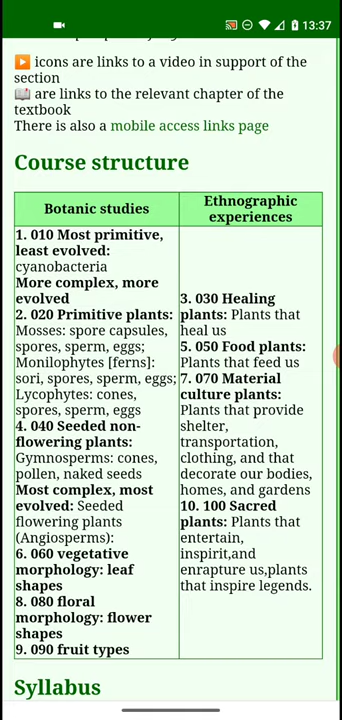 13:37
▶️ icons are links to a video in support of the
section
📖 are links to the relevant chapter of the
textbook
There is also a mobile access links page
Course structure
Botanic studies
Ethnographic
experiences
1. 010 Most primitive,
least evolved:
cyanobacteria
More complex, more
evolved
2. 020 Primitive plants:
Mosses: spore capsules,
spores, sperm, eggs;
Monilophytes [ferns]:
sori, spores, sperm, eggs;
Lycophytes: cones,
spores, sperm, eggs
4. 040 Seeded non-
flowering plants:
Gymnosperms: cones,
pollen, naked seeds
Most complex, most
evolved: Seeded
flowering plants
(Angiosperms):
6. 060 vegetative
morphology: leaf
shapes
8. 080 floral
morphology: flower
shapes
9. 090 fruit types
3. 030 Healing
plants: Plants that
heal us
5. 050 Food plants:
Plants that feed us
7. 070 Material
culture plants:
Plants that provide
shelter,
transportation,
clothing, and that
decorate our bodies,
homes, and gardens
10. 100 Sacred
plants: Plants that
entertain,
inspirit,and
enrapture us,plants
that inspire legends.
Syllabus